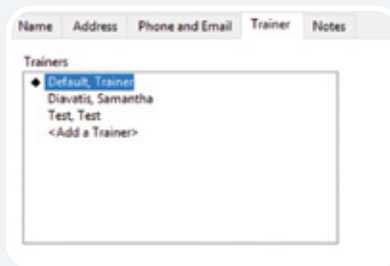 Name Address Phone and Email Trainer Notes
Trainers
Default, Trainer
Diavatis, Samantha
Test, Test
<Add a Trainer>